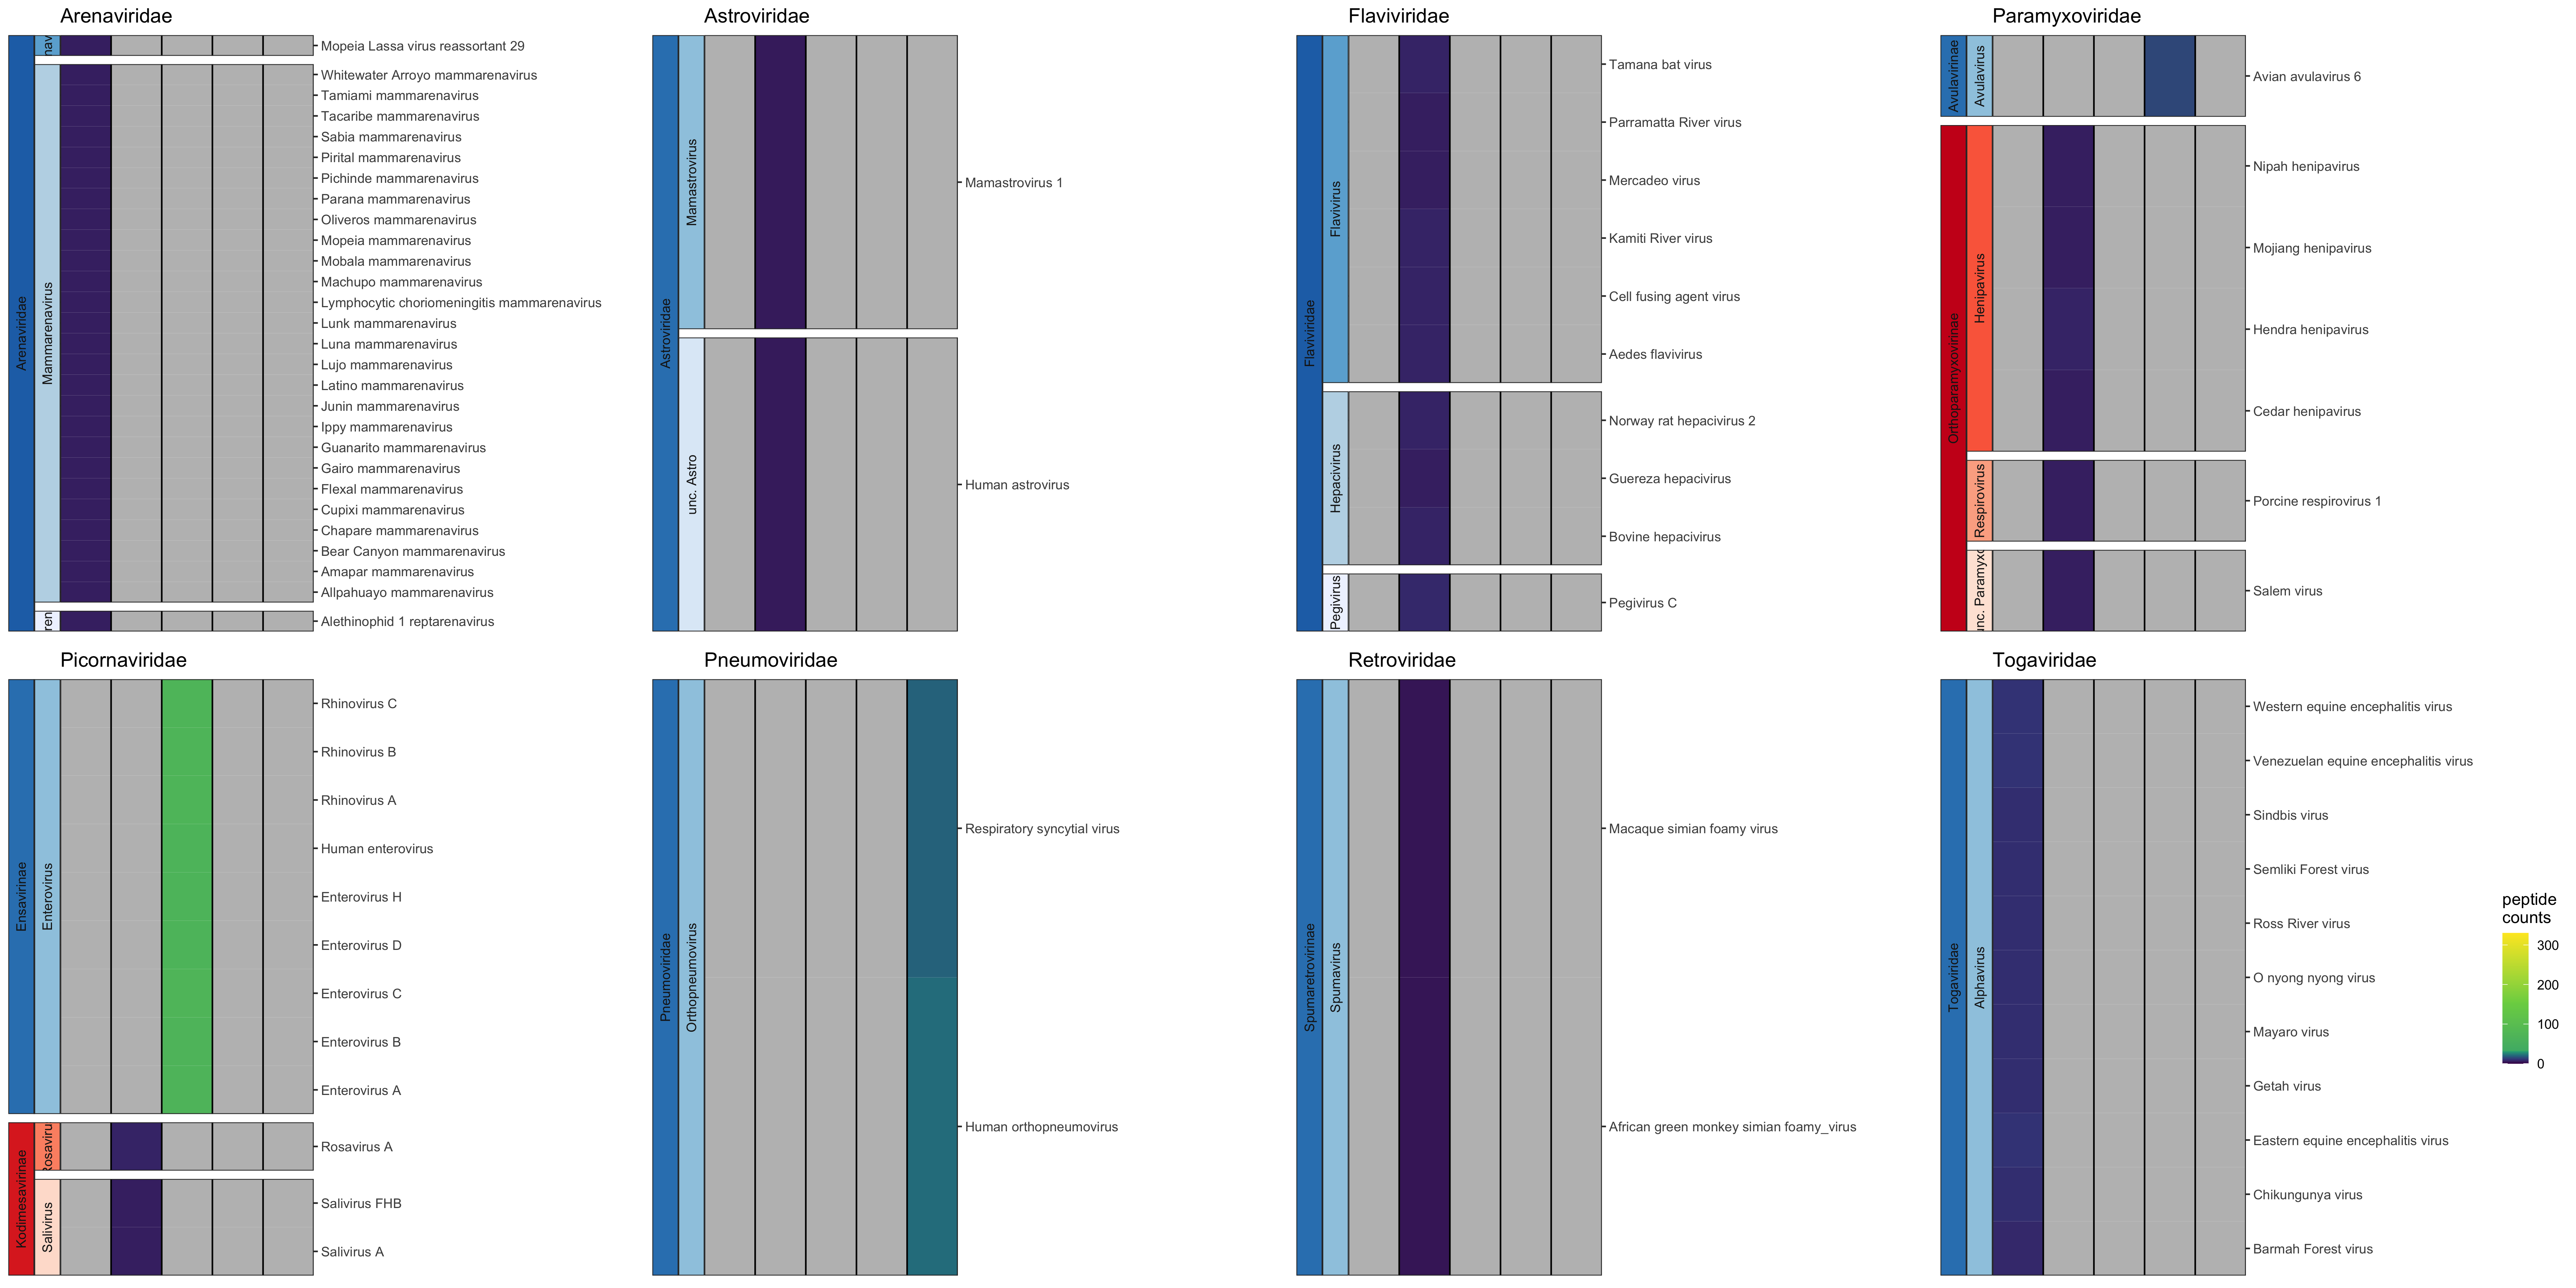 Arenaviridae
nav
Mopeia Lassa virus reassortant 29
Whitewater Arroyo mammarenavirus
Tamiami mammarenavirus
Tacaribe mammarenavirus
Sabia mammarenavirus
Pirital mammarenavirus
Pichinde mammarenavirus
Parana mammarenavirus
Oliveros mammarenavirus
Mopeia mammarenavirus
Mobala mammarenavirus
Machupo mammarenavirus
Lymphocytic choriomeningitis mammarenavirus
Lunk mammarenavirus
Luna mammarenavirus
Lujo mammarenavirus
Latino mammarenavirus
Junin mammarenavirus
Ippy mammarenavirus
Guanarito mammarenavirus
Gairo mammarenavirus
Flexal mammarenavirus
Cupixi mammarenavirus
Chapare mammarenavirus
Bear Canyon mammarenavirus
Amapar mammarenavirus
Allpahuayo mammarenavirus
Alethinophid 1 reptarenavirus
Arenaviridae
Mammarenavirus
ren
Astroviridae
Astroviridae
Mamastrovirus
unc. Astro
Mamastrovirus 1
Human astrovirus
Flaviviridae
Flaviviridae
Flavivirus
Hepacivirus
Pegivirus
Tamana bat virus
Parramatta River virus
Mercadeo virus
Kamiti River virus
Cell fusing agent virus
Aedes flavivirus
Norway rat hepacivirus 2
Guereza hepacivirus
Bovine hepacivirus
Pegivirus C
Paramyxoviridae
Avulavirinae
Avulavirus
Orthoparamyxovirinae
Henipavirus
Respirovirus
unc. Paramyxo
Avian avulavirus 6
Nipah henipavirus
Mojiang henipavirus
Hendra henipavirus
Cedar henipavirus
Porcine respirovirus 1
Salem virus
Picornaviridae
Ensavirinae
Enterovirus
Kodimesavirinae
Rosaviru
Salivirus
Rhinovirus C
Rhinovirus B
Rhinovirus A
Human enterovirus
Enterovirus H
Enterovirus D
Enterovirus C
Enterovirus B
Enterovirus A
Rosavirus A
Salivirus FHB
Salivirus A
Pneumoviridae
Pneumoviridae
Orthopneumovirus
Respiratory syncytial virus
Human orthopneumovirus
Retroviridae
Spumaretrovirinae
Spumavirus
Macaque simian foamy virus
African green monkey simian foamy_virus
Togaviridae
Togaviridae
Alphavirus
Western equine encephalitis virus
Venezuelan equine encephalitis virus
Sindbis virus
Semliki Forest virus
Ross River virus
O nyong nyong virus
Mayaro virus
Getah virus
Eastern equine encephalitis virus
Chikungunya virus
Barmah Forest virus
peptide
counts
300
200
100
0